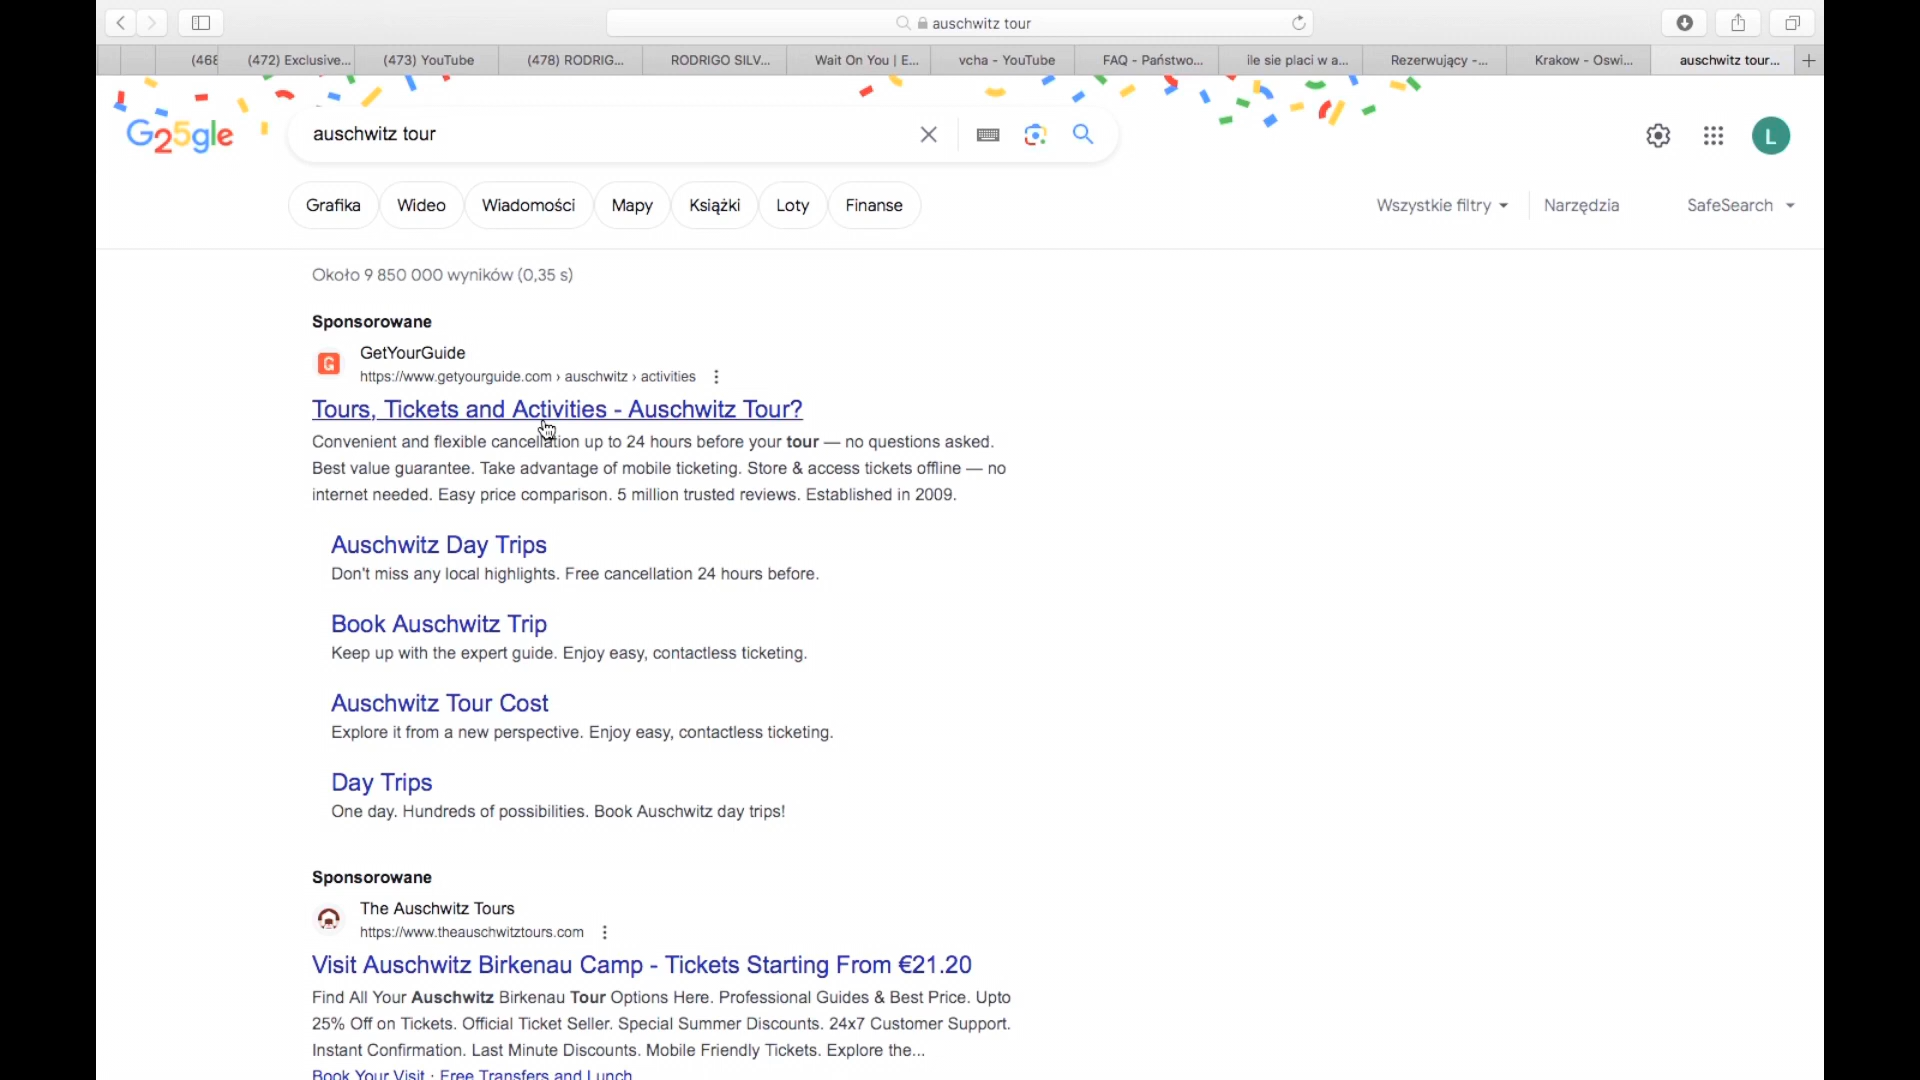 auschwitz tour
(468
(472) Exclusive...
(473) YouTube
(478) RODRIG...
RODRIGO SILV...
Wait On You | E...
vcha - YouTube
FAQ - Państwo...
ile sie placi w a...
Rezerwujący -...
Krakow - Oswi...
auschwitz tour...
G25gle
auschwitz tour
L
Grafika
Wideo
Wiadomości
Mapy
Książki
Loty
Finanse
Wszystkie filtry
Narzędzia
SafeSearch
Około 9 850 000 wyników (0,35 s)
Sponsorowane
G
GetYourGuide
https://www.getyourguide.com › auschwitz › activities
Tours, Tickets and Activities - Auschwitz Tour?
Convenient and flexible cancellation up to 24 hours before your tour — no questions asked.
Best value guarantee. Take advantage of mobile ticketing. Store & access tickets offline — no
internet needed. Easy price comparison. 5 million trusted reviews. Established in 2009.
Auschwitz Day Trips
Don't miss any local highlights. Free cancellation 24 hours before.
Book Auschwitz Trip
Keep up with the expert guide. Enjoy easy, contactless ticketing.
Auschwitz Tour Cost
Explore it from a new perspective. Enjoy easy, contactless ticketing.
Day Trips
One day. Hundreds of possibilities. Book Auschwitz day trips!
Sponsorowane
The Auschwitz Tours
https://www.theauschwitztours.com
Visit Auschwitz Birkenau Camp - Tickets Starting From €21.20
Find All Your Auschwitz Birkenau Tour Options Here. Professional Guides & Best Price. Upto
25% Off on Tickets. Official Ticket Seller. Special Summer Discounts. 24x7 Customer Support.
Instant Confirmation. Last Minute Discounts. Mobile Friendly Tickets. Explore the...
Book Your Visit · Free Transfers and Lunch